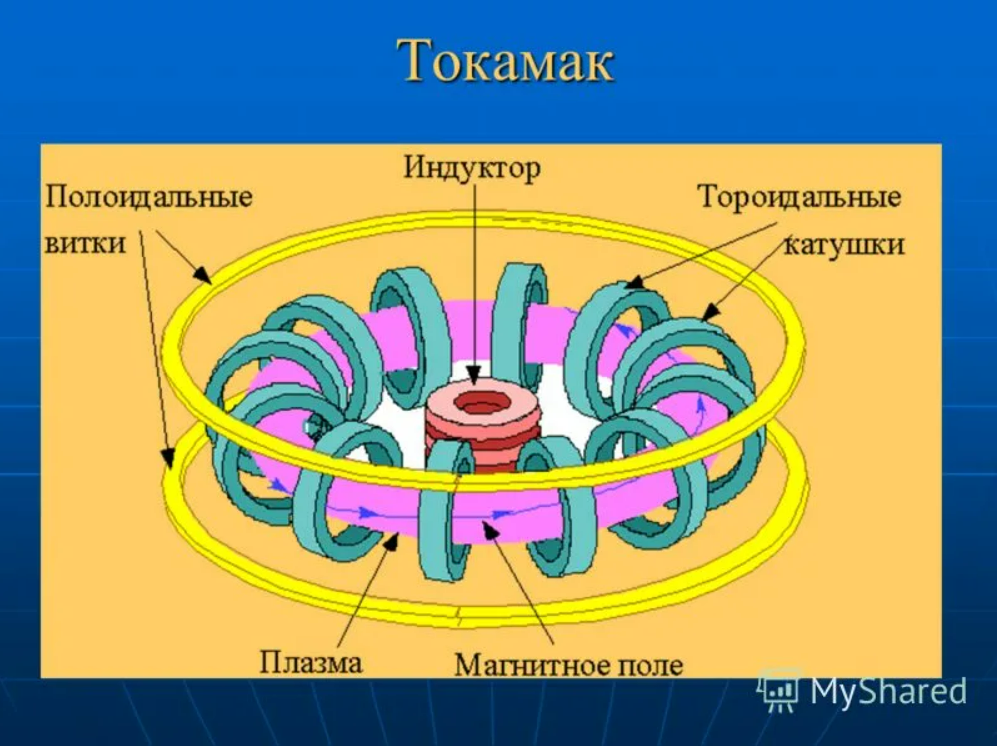 Токамак
Индуктор
Полоидальные
витки
Тороидальные
катушки
Плазма
Магнитное поле
MyShared